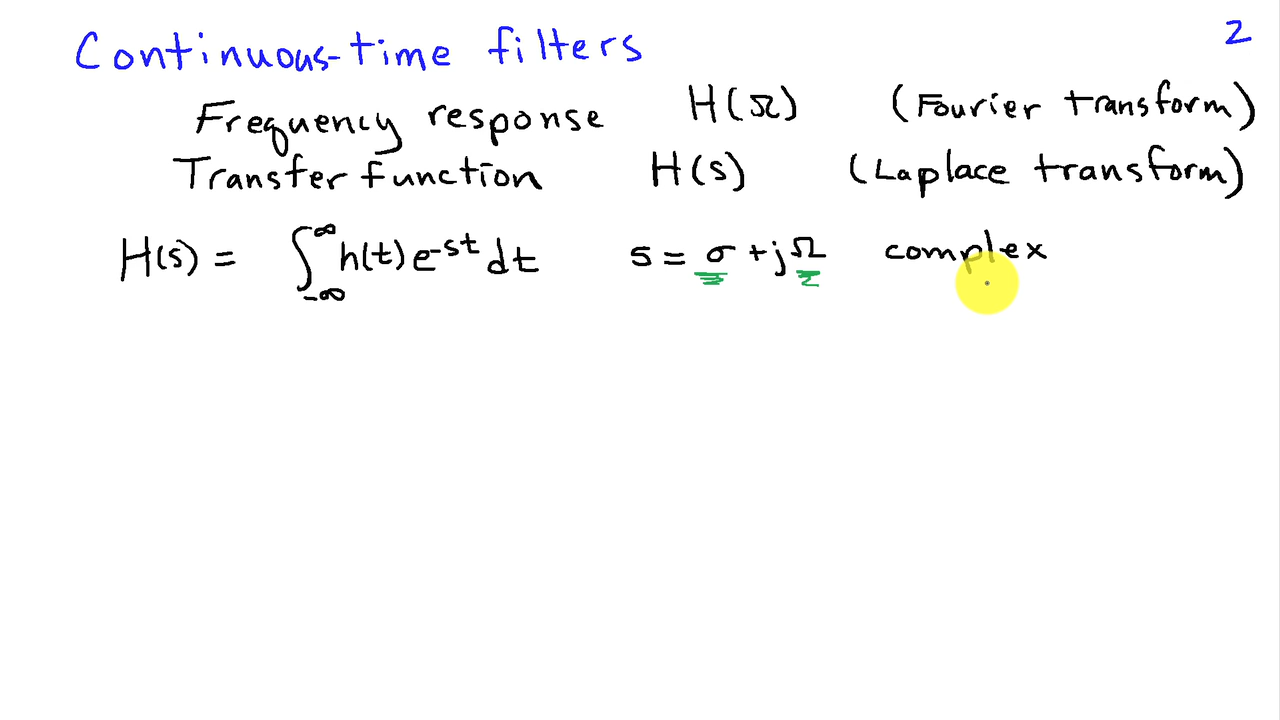 Continuous-time filters 2
Frequency response H(Ω) (Fourier transform)
Transfer function H(s) (Laplace transform)
H(s) = ∫_{-∞}^{∞} h(t) e^{-st} dt s = σ + jΩ complex